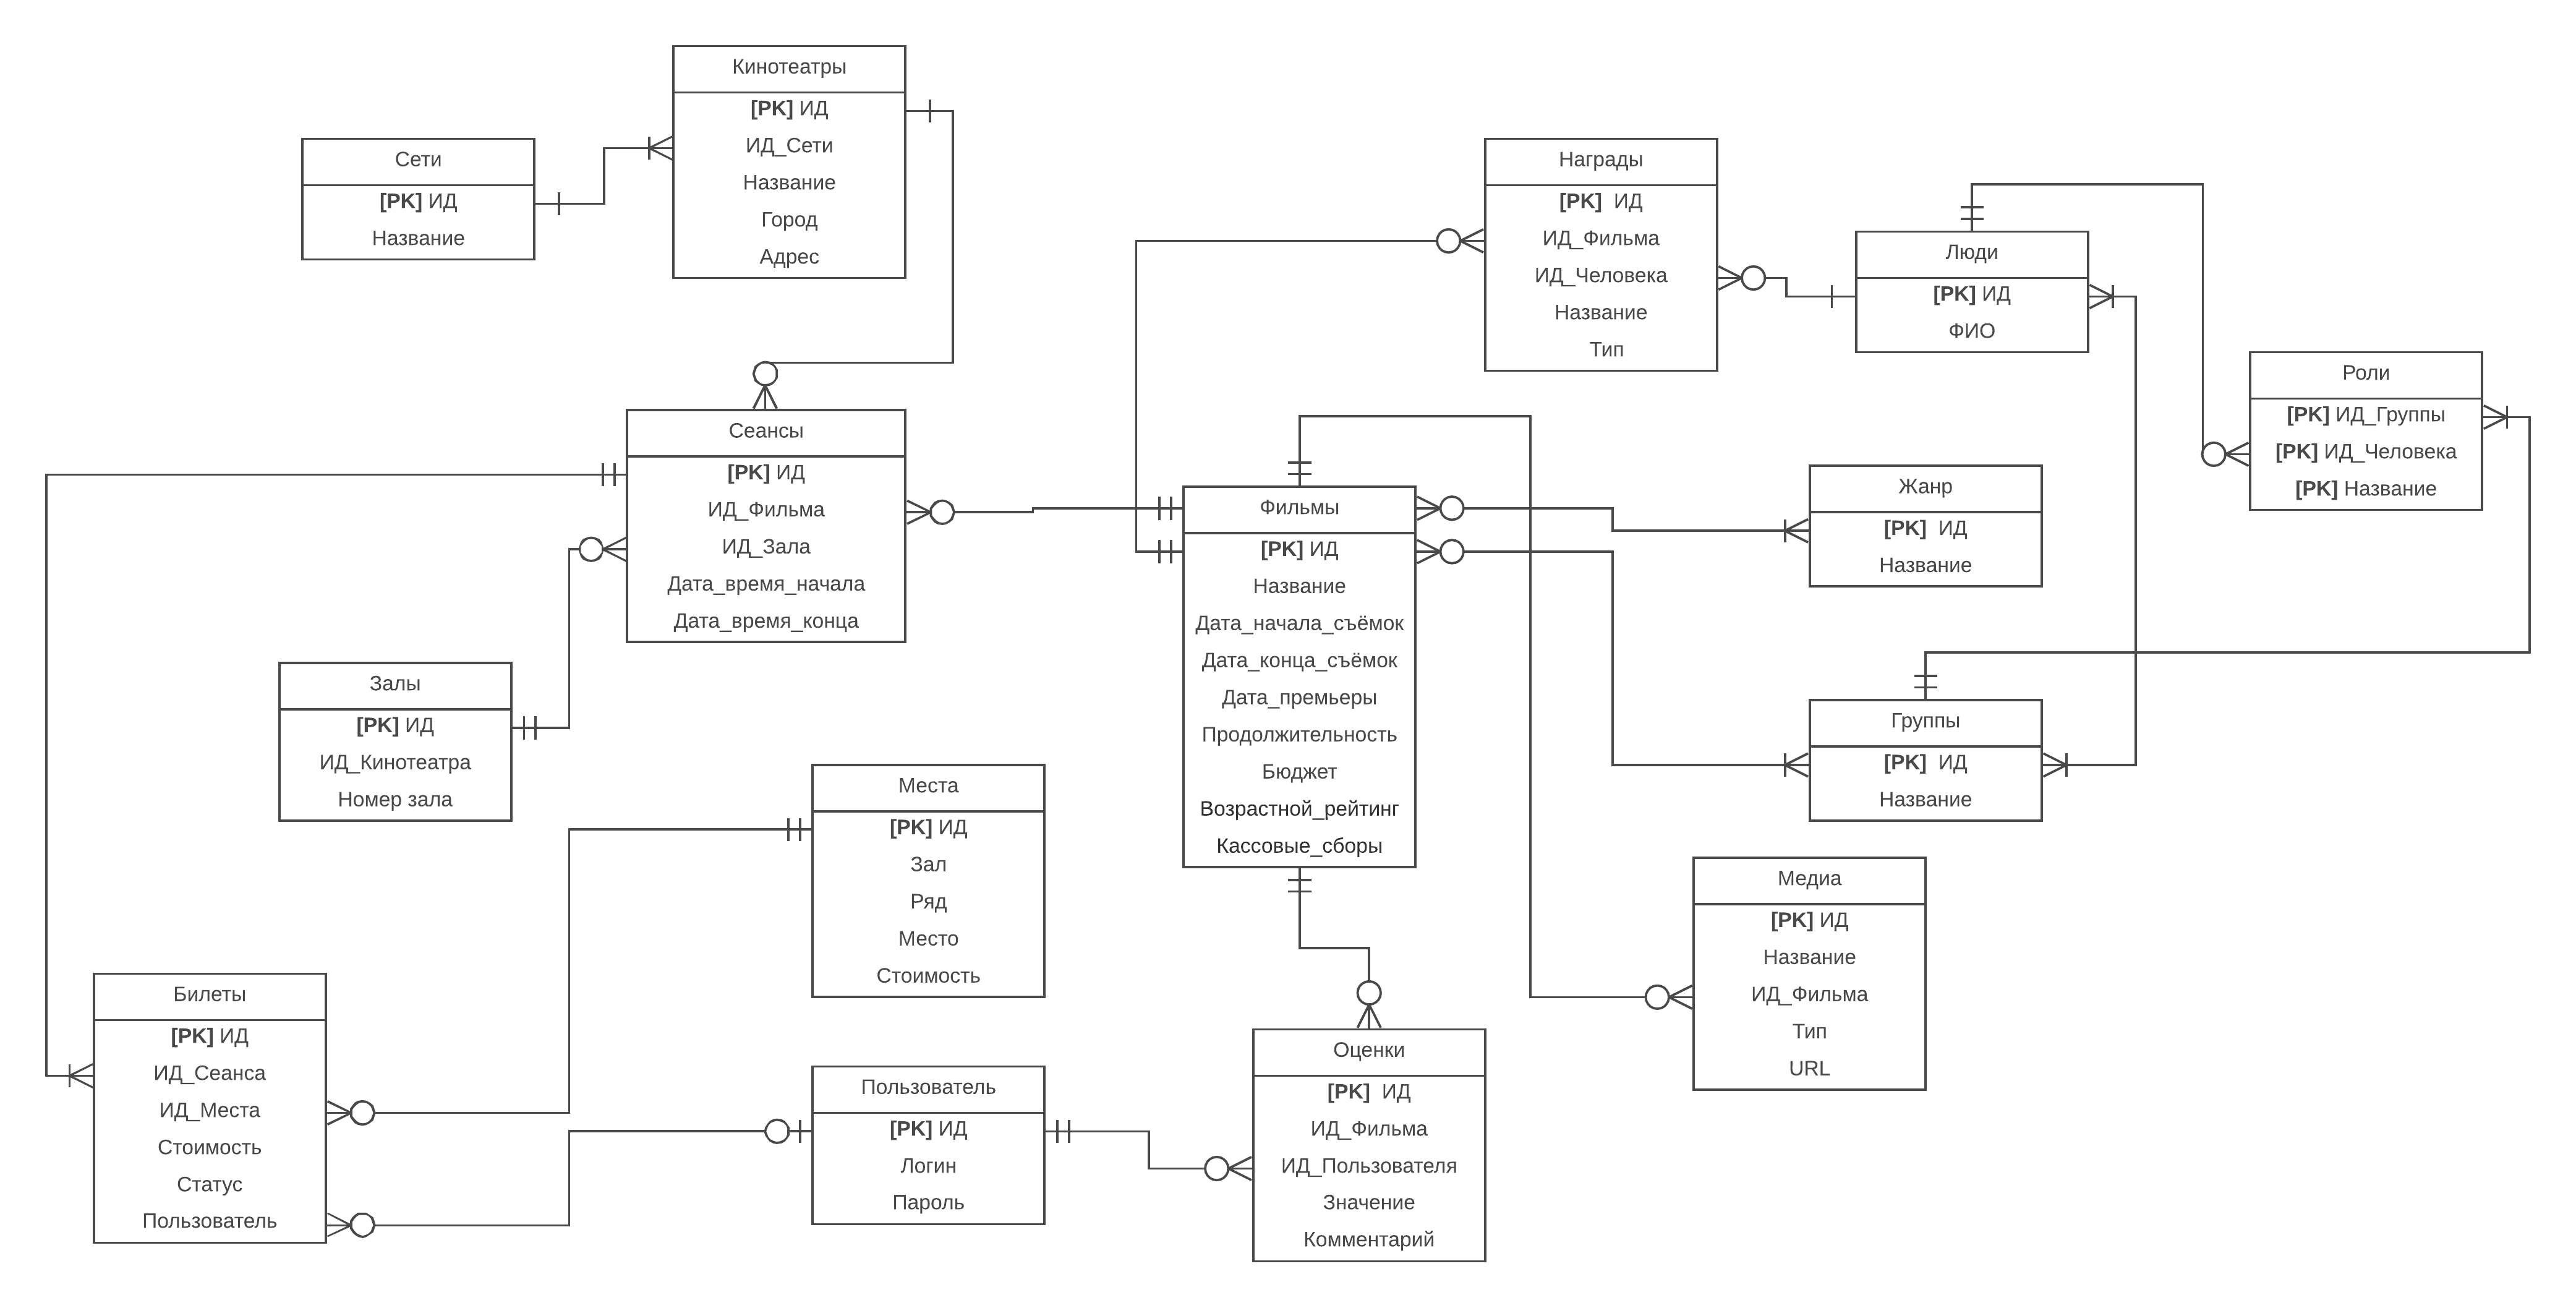 Кинотеатры
[PK] ИД
ИД_Сети
Название
Город
Адрес
Сети
[PK] ИД
Название
Награды
[PK] ИД
ИД_Фильма
ИД_Человека
Название
Тип
Люди
[PK] ИД
ФИО
Роли
[PK] ИД_Группы
[PK] ИД_Человека
[PK] Название
Сеансы
[PK] ИД
ИД_Фильма
ИД_Зала
Дата_время_начала
Дата_время_конца
Фильмы
[PK] ИД
Название
Дата_начала_съёмок
Дата_конца_съёмок
Дата_премьеры
Продолжительность
Бюджет
Возрастной_рейтинг
Кассовые_сборы
Жанр
[PK] ИД
Название
Залы
[PK] ИД
ИД_Кинотеатра
Номер зала
Группы
[PK] ИД
Название
Места
[PK] ИД
Зал
Ряд
Место
Стоимость
Медиа
[PK] ИД
Название
ИД_Фильма
Тип
URL
Билеты
[PK] ИД
ИД_Сеанса
ИД_Места
Стоимость
Статус
Пользователь
Пользователь
[PK] ИД
Логин
Пароль
Оценки
[PK] ИД
ИД_Фильма
ИД_Пользователя
Значение
Комментарий